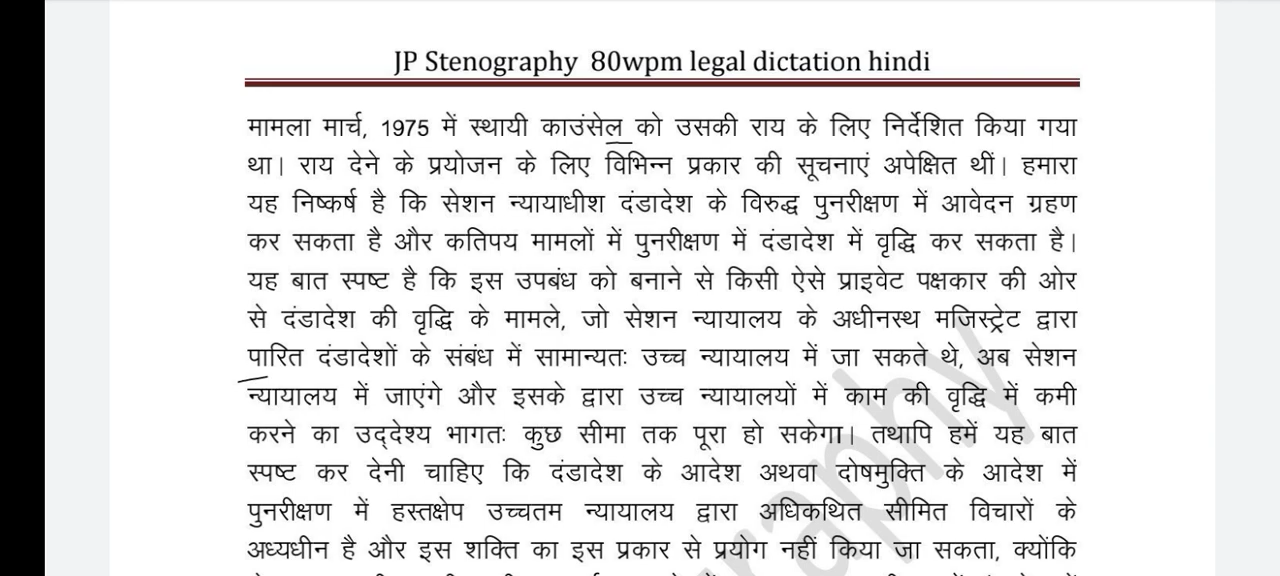 JP Stenography 80wpm legal dictation hindi
मामला मार्च, 1975 में स्थायी काउंसेल को उसकी राय के लिए निर्देशित किया गया
था। राय देने के प्रयोजन के लिए विभिन्न प्रकार की सूचनाएं अपेक्षित थीं। हमारा
यह निष्कर्ष है कि सेशन न्यायाधीश दंडादेश के विरुद्ध पुनरीक्षण में आवेदन ग्रहण
कर सकता है और कतिपय मामलों में पुनरीक्षण में दंडादेश में वृद्धि कर सकता है।
यह बात स्पष्ट है कि इस उपबंध को बनाने से किसी ऐसे प्राइवेट पक्षकार की ओर
से दंडादेश की वृद्धि के मामले, जो सेशन न्यायालय के अधीनस्थ मजिस्ट्रेट द्वारा
पारित दंडादेशों के संबंध में सामान्यतः उच्च न्यायालय में जा सकते थे, अब सेशन
न्यायालय में जाएंगे और इसके द्वारा उच्च न्यायालयों में काम की वृद्धि में कमी
करने का उद्देश्य भागतः कुछ सीमा तक पूरा हो सकेगा। तथापि हमें यह बात
स्पष्ट कर देनी चाहिए कि दंडादेश के आदेश अथवा दोषमुक्ति के आदेश में
पुनरीक्षण में हस्तक्षेप उच्चतम न्यायालय द्वारा अधिकथित सीमित विचारों के
अध्यधीन है और इस शक्ति का इस प्रकार से प्रयोग नहीं किया जा सकता, क्योंकि